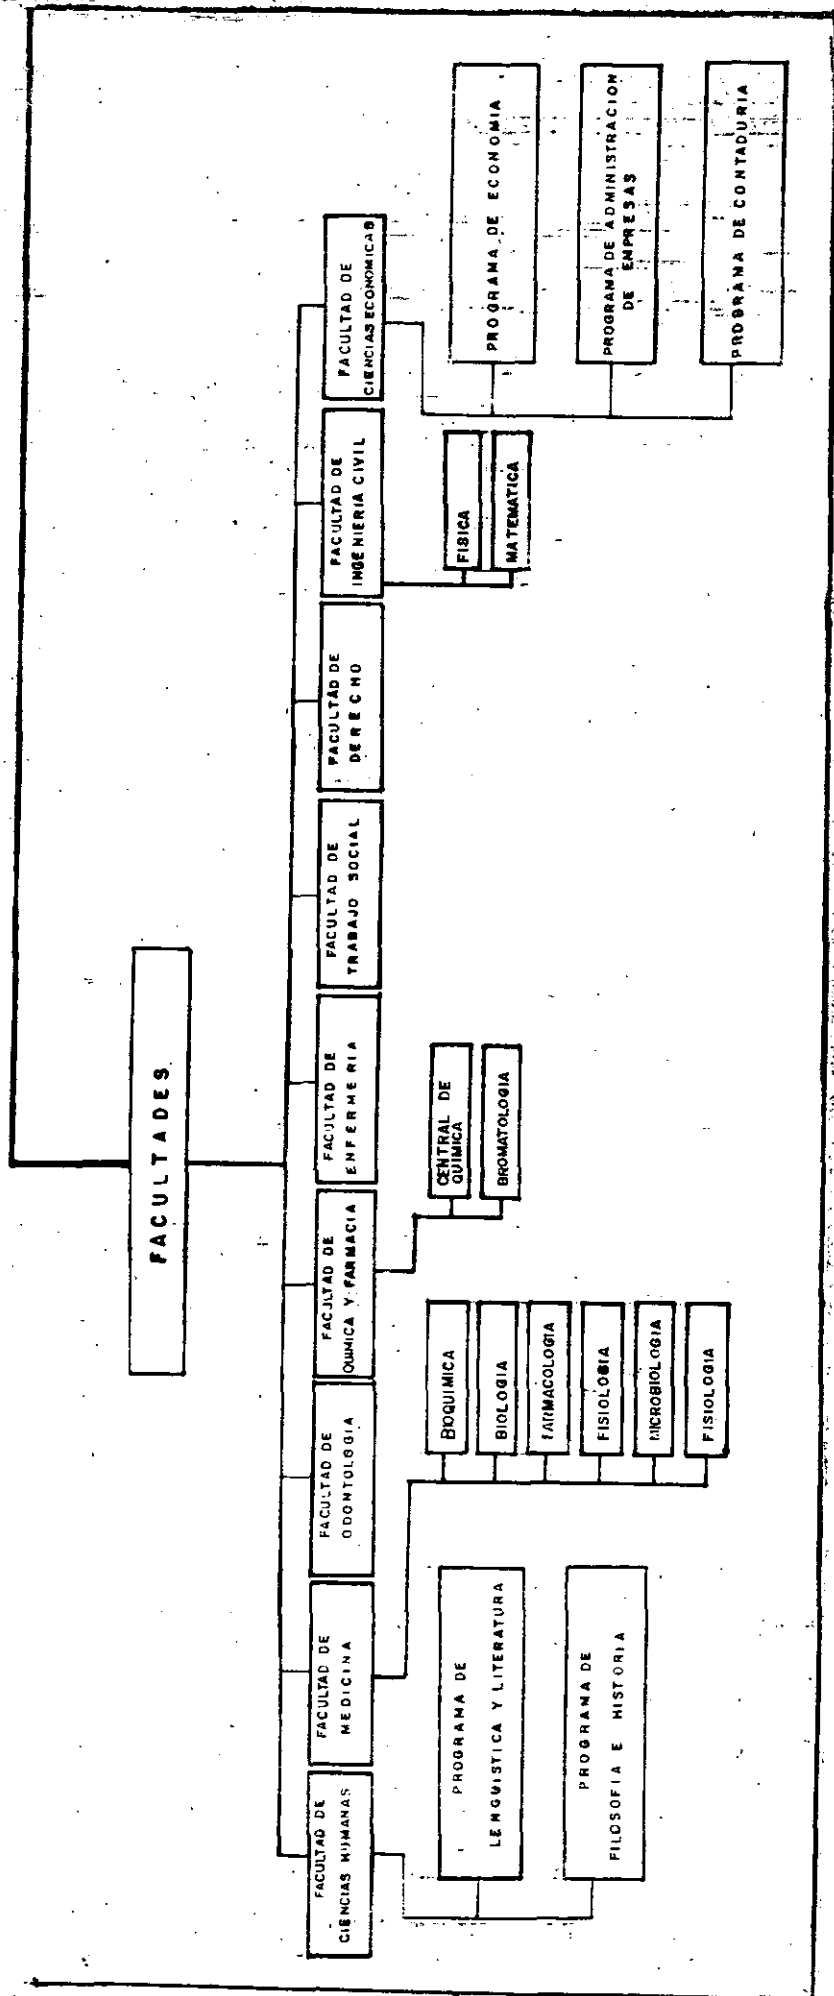 FACULTADES
FACULTAD DE
CIENCIAS HUMANAS
FACULTAD DE
MEDICINA
FACULTAD DE
ODONTOLOGIA
FACULTAD DE
QUIMICA Y FARMACIA
FACULTAD DE
ENFERMERIA
FACULTAD DE
TRABAJO SOCIAL
FACULTAD DE
DERECHO
FACULTAD DE
INGENIERIA CIVIL
FACULTAD DE
CIENCIAS ECONOMICAS
PROGRAMA DE
LENGUISTICA Y LITERATURA
PROGRAMA DE
FILOSOFIA E HISTORIA
BIOQUIMICA
BIOLOGIA
FARMACOLOGIA
FISIOLOGIA
MICROBIOLOGIA
FISIOLOGIA
CENTRAL DE
QUIMICA
BROMATOLOGIA
FISICA
MATEMATICA
PROGRAMA DE ECONOMIA
PROGRAMA DE ADMINISTRACION
DE EMPRESAS
PROGRAMA DE CONTADURIA